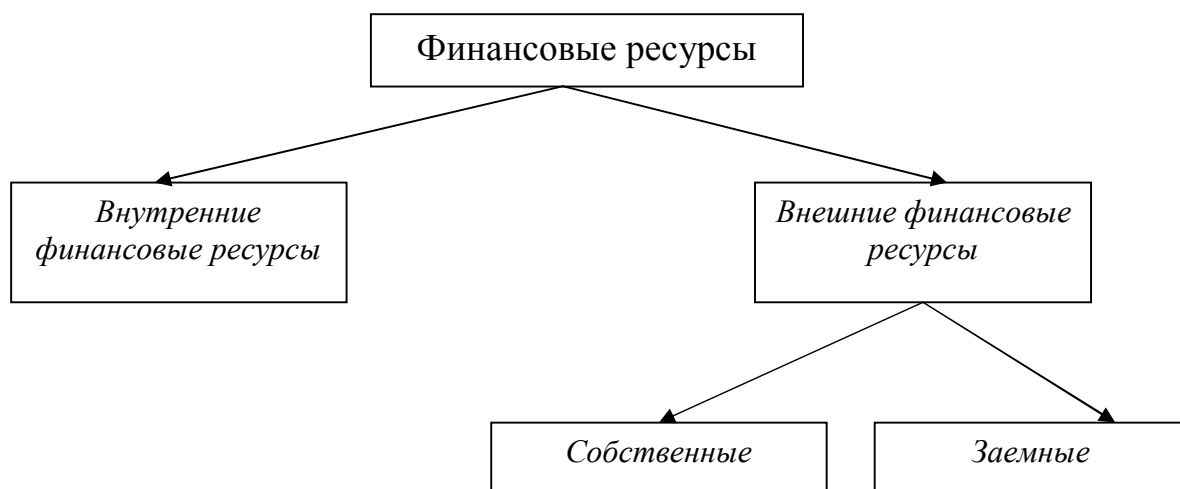 Финансовые ресурсы
Внутренние
финансовые ресурсы
Внешние финансовые
ресурсы
Собственные
Заемные